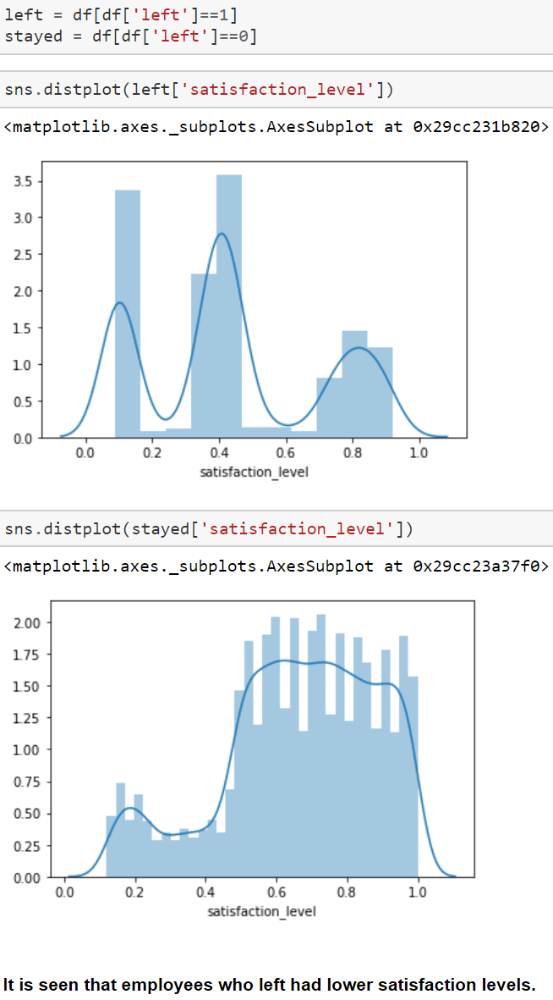 left = df[df['left']==1]
stayed = df[df['left']==0]
sns.distplot(left['satisfaction_level'])
<matplotlib.axes._subplots.AxesSubplot at 0x29cc231b820>
3.5
3.0
2.5
2.0
1.5
1.0
0.5
0.0
0.0 0.2 0.4 0.6 0.8 1.0
satisfaction_level
sns.distplot(stayed['satisfaction_level'])
<matplotlib.axes._subplots.AxesSubplot at 0x29cc23a37f0>
2.00
1.75
1.50
1.25
1.00
0.75
0.50
0.25
0.00
0.0 0.2 0.4 0.6 0.8 1.0
satisfaction_level
It is seen that employees who left had lower satisfaction levels.